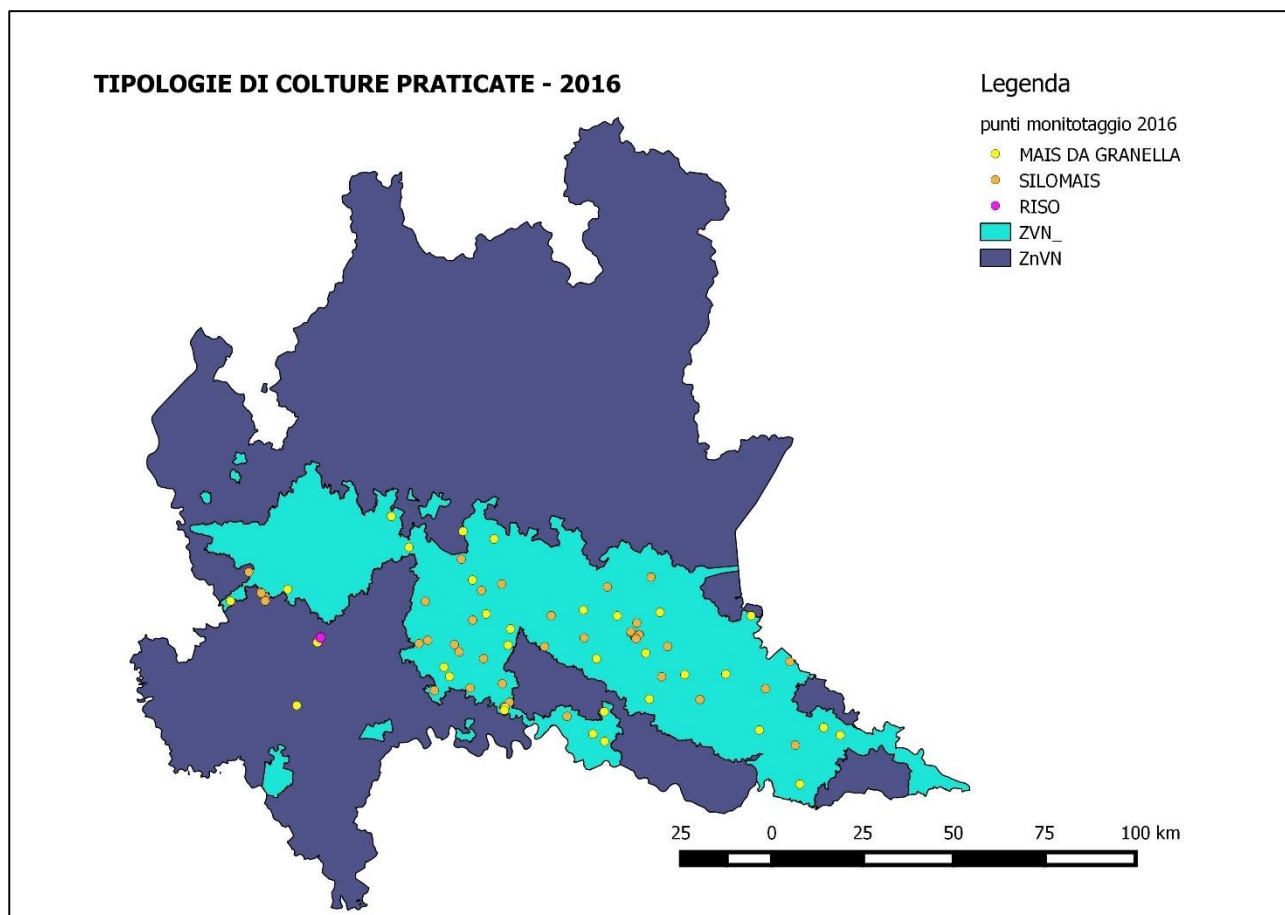 TIPOLOGIE DI COLTURE PRATICATE - 2016
Legenda
punti monitotaggio 2016
MAIS DA GRANELLA
SILOMAIS
RISO
ZVN_
ZnVN
25 0 25 50 75 100 km